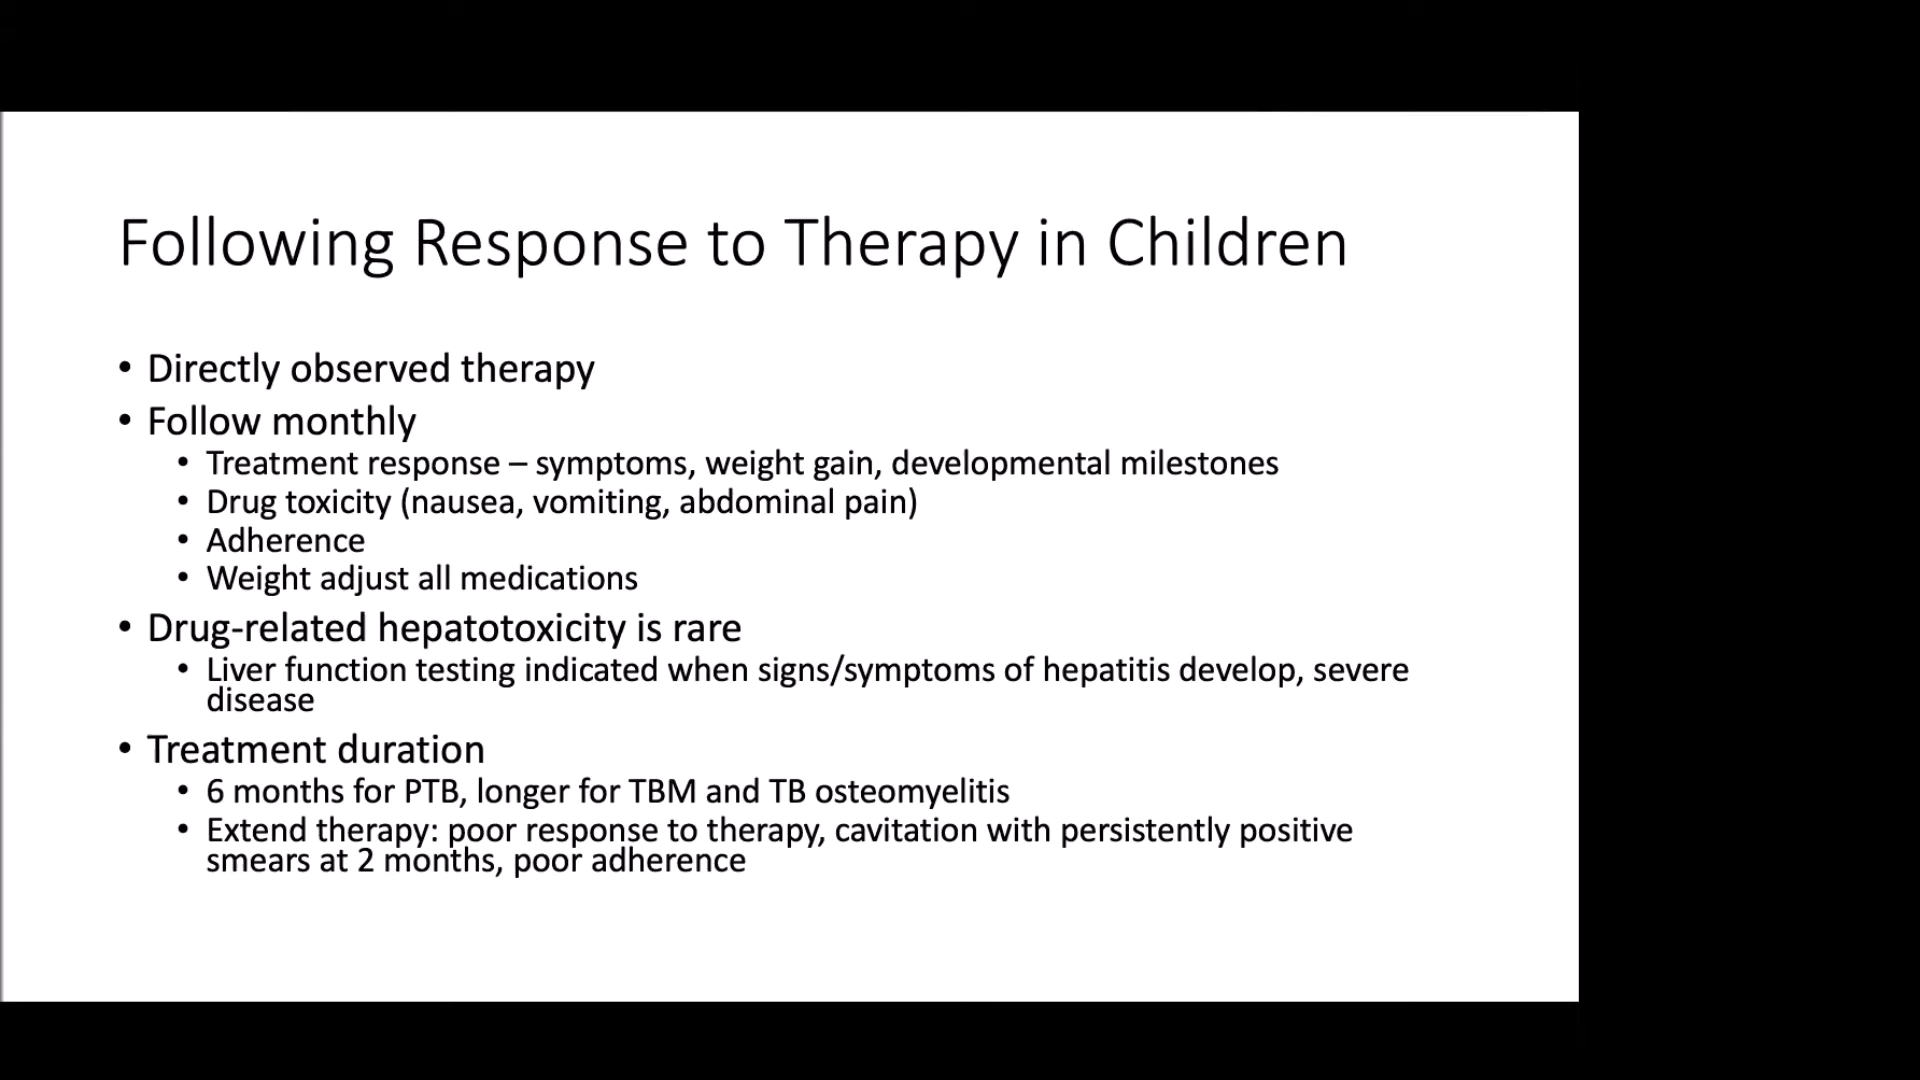 Following Response to Therapy in Children
• Directly observed therapy
• Follow monthly
• Treatment response – symptoms, weight gain, developmental milestones
• Drug toxicity (nausea, vomiting, abdominal pain)
• Adherence
• Weight adjust all medications
• Drug-related hepatotoxicity is rare
• Liver function testing indicated when signs/symptoms of hepatitis develop, severe
disease
• Treatment duration
• 6 months for PTB, longer for TBM and TB osteomyelitis
• Extend therapy: poor response to therapy, cavitation with persistently positive
smears at 2 months, poor adherence